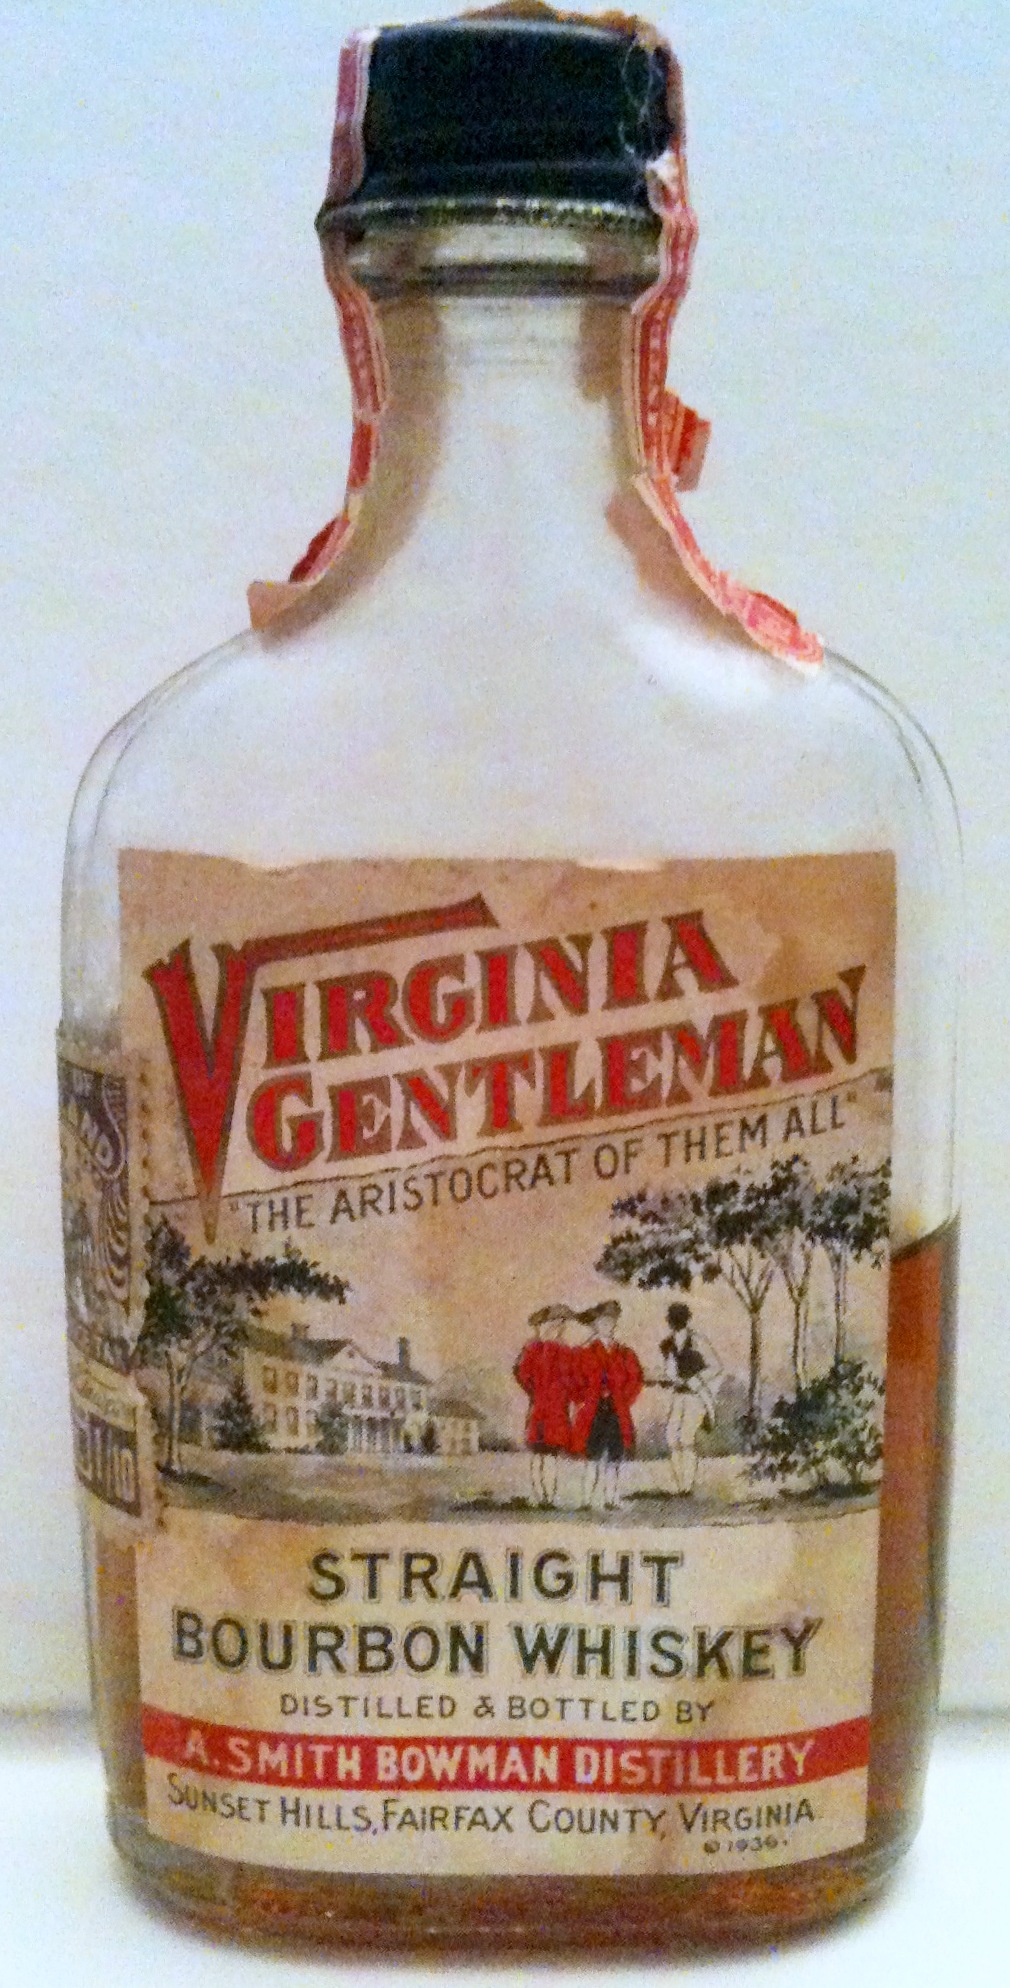 VIRGINIA
GENTLEMAN
"THE ARISTOCRAT OF THEM ALL"
STRAIGHT
BOURBON WHISKEY
DISTILLED & BOTTLED BY
A. SMITH BOWMAN DISTILLERY
SUNSET HILLS, FAIRFAX COUNTY, VIRGINIA
© 1936.